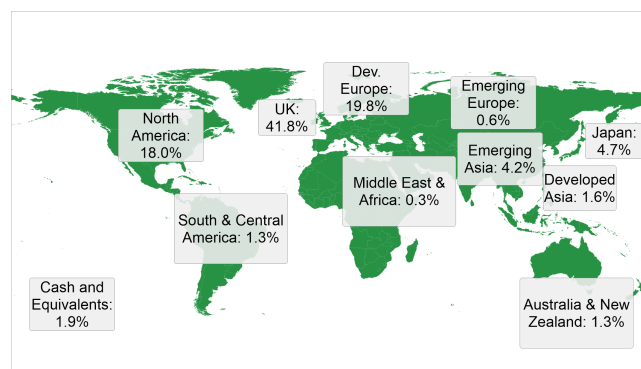 Dev.
Europe:
19.8%
Emerging
Europe:
0.6%
UK:
41.8%
North
America:
18.0%
Japan:
4.7%
Emerging
Asia: 4.2%
Middle East &
Africa: 0.3%
Developed
Asia: 1.6%
South & Central
America: 1.3%
Cash and
Equivalents:
1.9%
Australia & New
Zealand: 1.3%